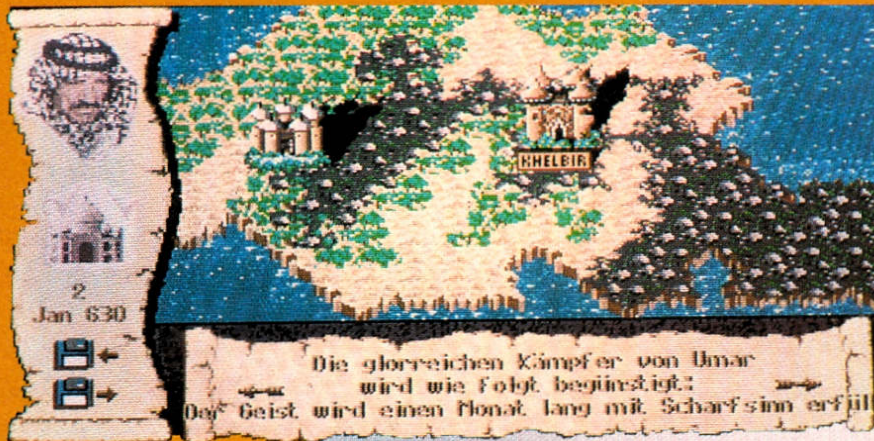 KHELBIR
2
Jan 630
Die glorreichen Kämpfer von Umar
wird wie folgt begünstigt:
Der Geist wird einen Monat lang mit Scharfsinn erfüll